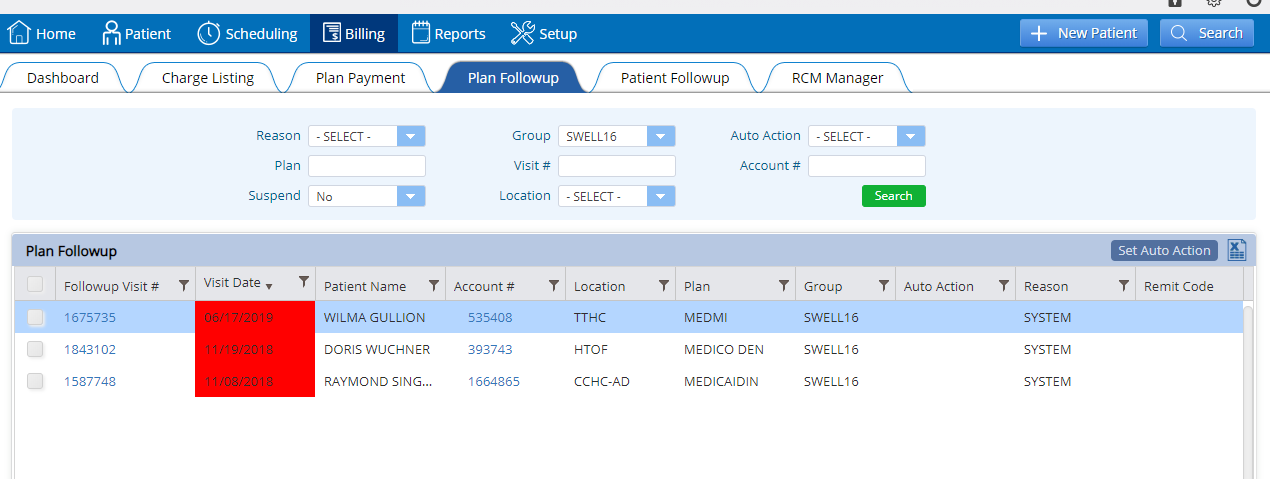 Home Patient Scheduling Billing Reports Setup New Patient Search
Dashboard Charge Listing Plan Payment Plan Followup Patient Followup RCM Manager
Reason - SELECT - Group SWELL16 Auto Action - SELECT -
Plan Visit # Account #
Suspend No Location - SELECT - Search
Plan Followup Set Auto Action
Followup Visit # Visit Date Patient Name Account # Location Plan Group Auto Action Reason Remit Code
1675735 06/17/2019 WILMA GULLION 535408 TTHC MEDMI SWELL16 SYSTEM
1843102 11/19/2018 DORIS WUCHNER 393743 HTOF MEDICO DEN SWELL16 SYSTEM
1587748 11/08/2018 RAYMOND SING... 1664865 CCHC-AD MEDICAIDIN SWELL16 SYSTEM